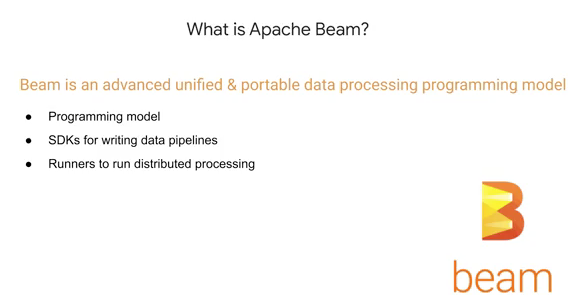 What is Apache Beam?
Beam is an advanced unified & portable data processing programming model
● Programming model
● SDKs for writing data pipelines
● Runners to run distributed processing
beam